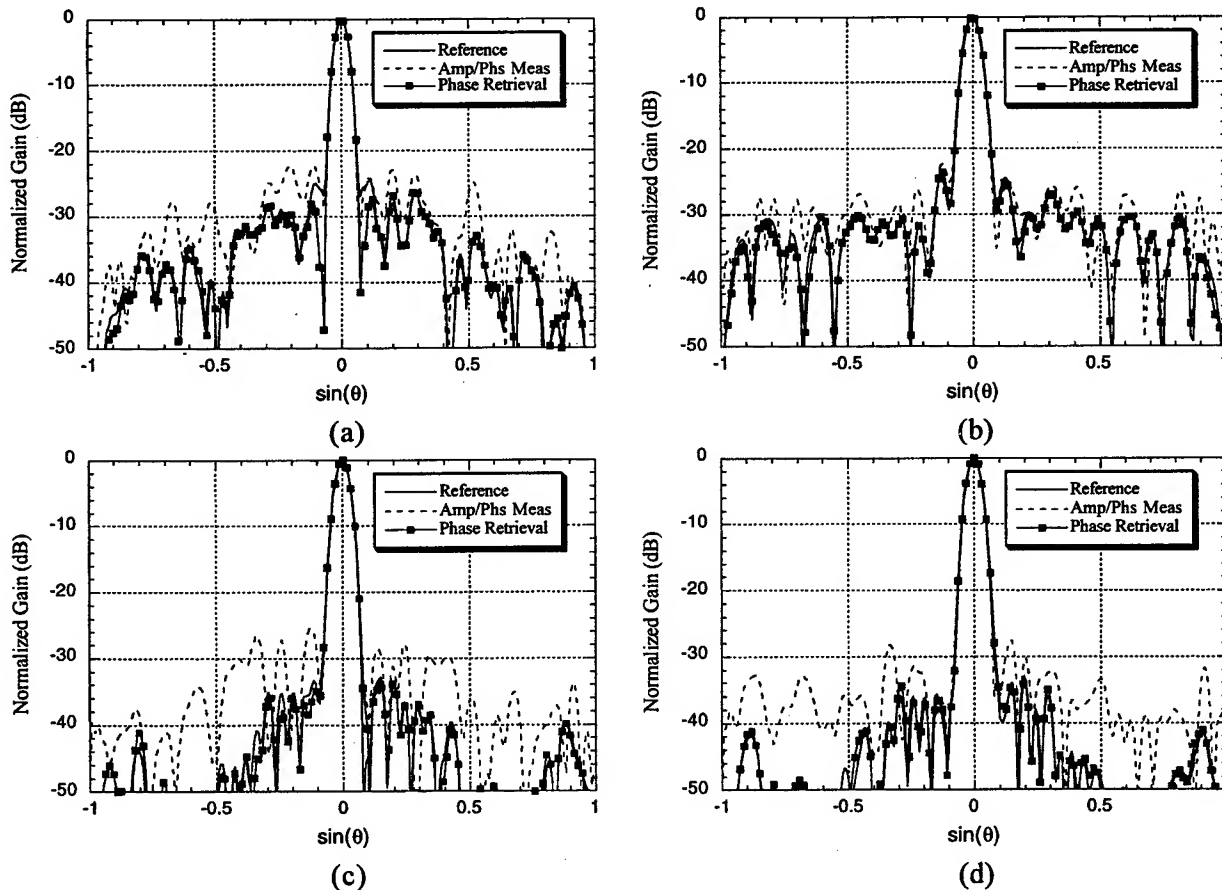 0
-10
-20
-30
-40
-50
Normalized Gain (dB)
Reference
Amp/Phs Meas
Phase Retrieval
-1
-0.5
0
0.5
1
sin(θ)
(a)
0
-10
-20
-30
-40
-50
Normalized Gain (dB)
Reference
Amp/Phs Meas
Phase Retrieval
-1
-0.5
0
0.5
sin(θ)
(b)
0
-10
-20
-30
-40
-50
Normalized Gain (dB)
Reference
Amp/Phs Meas
Phase Retrieval
-1
-0.5
0
0.5
1
sin(θ)
(c)
0
-10
-20
-30
-40
-50
Normalized Gain (dB)
Reference
Amp/Phs Meas
Phase Retrieval
-1
-0.5
0
0.5
sin(θ)
(d)